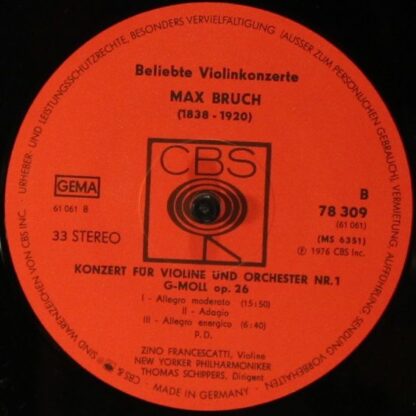 URHEBER- UND LEISTUNGSSCHUTZRECHTE, BESONDERS VERVIELFÄLTIGUNG (AUSSER ZUM PERSÖNLICHEN GEBRAUCH), VERMIETUNG, AUFFÜHRUNG, SENDUNG VORBEHALTEN
Beliebte Violinkonzerte
MAX BRUCH
(1838 - 1920)
CBS
GEMA
61 061 B
33 STEREO
B
78 309
(61 061)
(MS 6351)
℗ 1976 CBS Inc.
KONZERT FÜR VIOLINE UND ORCHESTER NR. 1
G-MOLL op. 26
I - Allegro moderato (15:50)
II - Adagio
III - Allegro energico (6:40)
P.D.
ZINO FRANCESCATTI, Violine
NEW YORKER PHILHARMONIKER
THOMAS SCHIPPERS, Dirigent
CBS & SIND WARENZEICHEN VON CBS INC.
MADE IN GERMANY